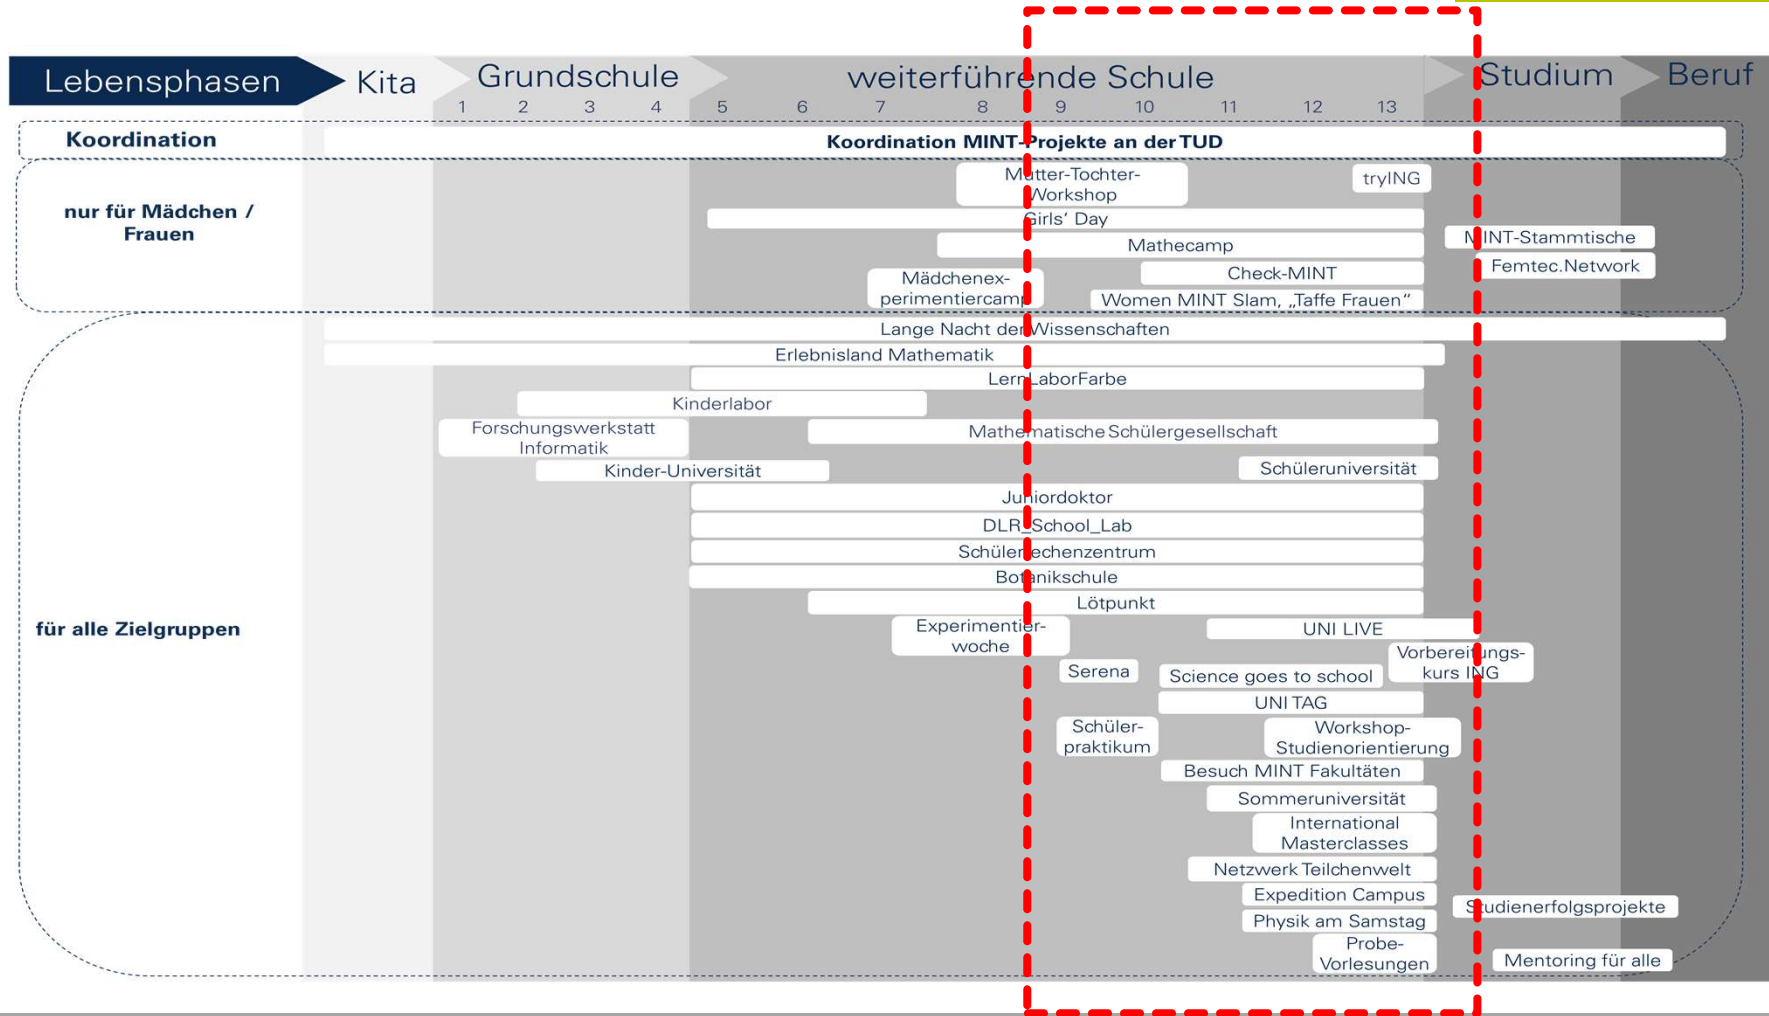 Lebensphasen
Kita
Grundschule
weiterführende Schule
Studium
Beruf
1 2 3 4 5 6 7 8 9 10 11 12 13
Koordination
Koordination MINT-Projekte an der TUD
nur für Mädchen /
Frauen
Mutter-Tochter-
Workshop
tryING
Girls’ Day
MINT-Stammtische
Mathecamp
Femtec.Network
Mädchenex-
perimentiercamp
Check-MINT
Women MINT Slam, „Taffe Frauen“
für alle Zielgruppen
Lange Nacht der Wissenschaften
Erlebnisland Mathematik
LernLaborFarbe
Kinderlabor
Forschungswerkstatt
Informatik
Mathematische Schülergesellschaft
Kinder-Universität
Schüleruniversität
Juniordoktor
DLR_School_Lab
Schülerrechenzentrum
Botanikschule
Lötpunkt
Experimentier-
woche
UNI LIVE
Vorbereitungs-
kurs ING
Serena
Science goes to school
UNI TAG
Schüler-
praktikum
Workshop-
Studienorientierung
Besuch MINT Fakultäten
Sommeruniversität
International
Masterclasses
Netzwerk Teilchenwelt
Expedition Campus
Studienerfolgsprojekte
Physik am Samstag
Probe-
Vorlesungen
Mentoring für alle